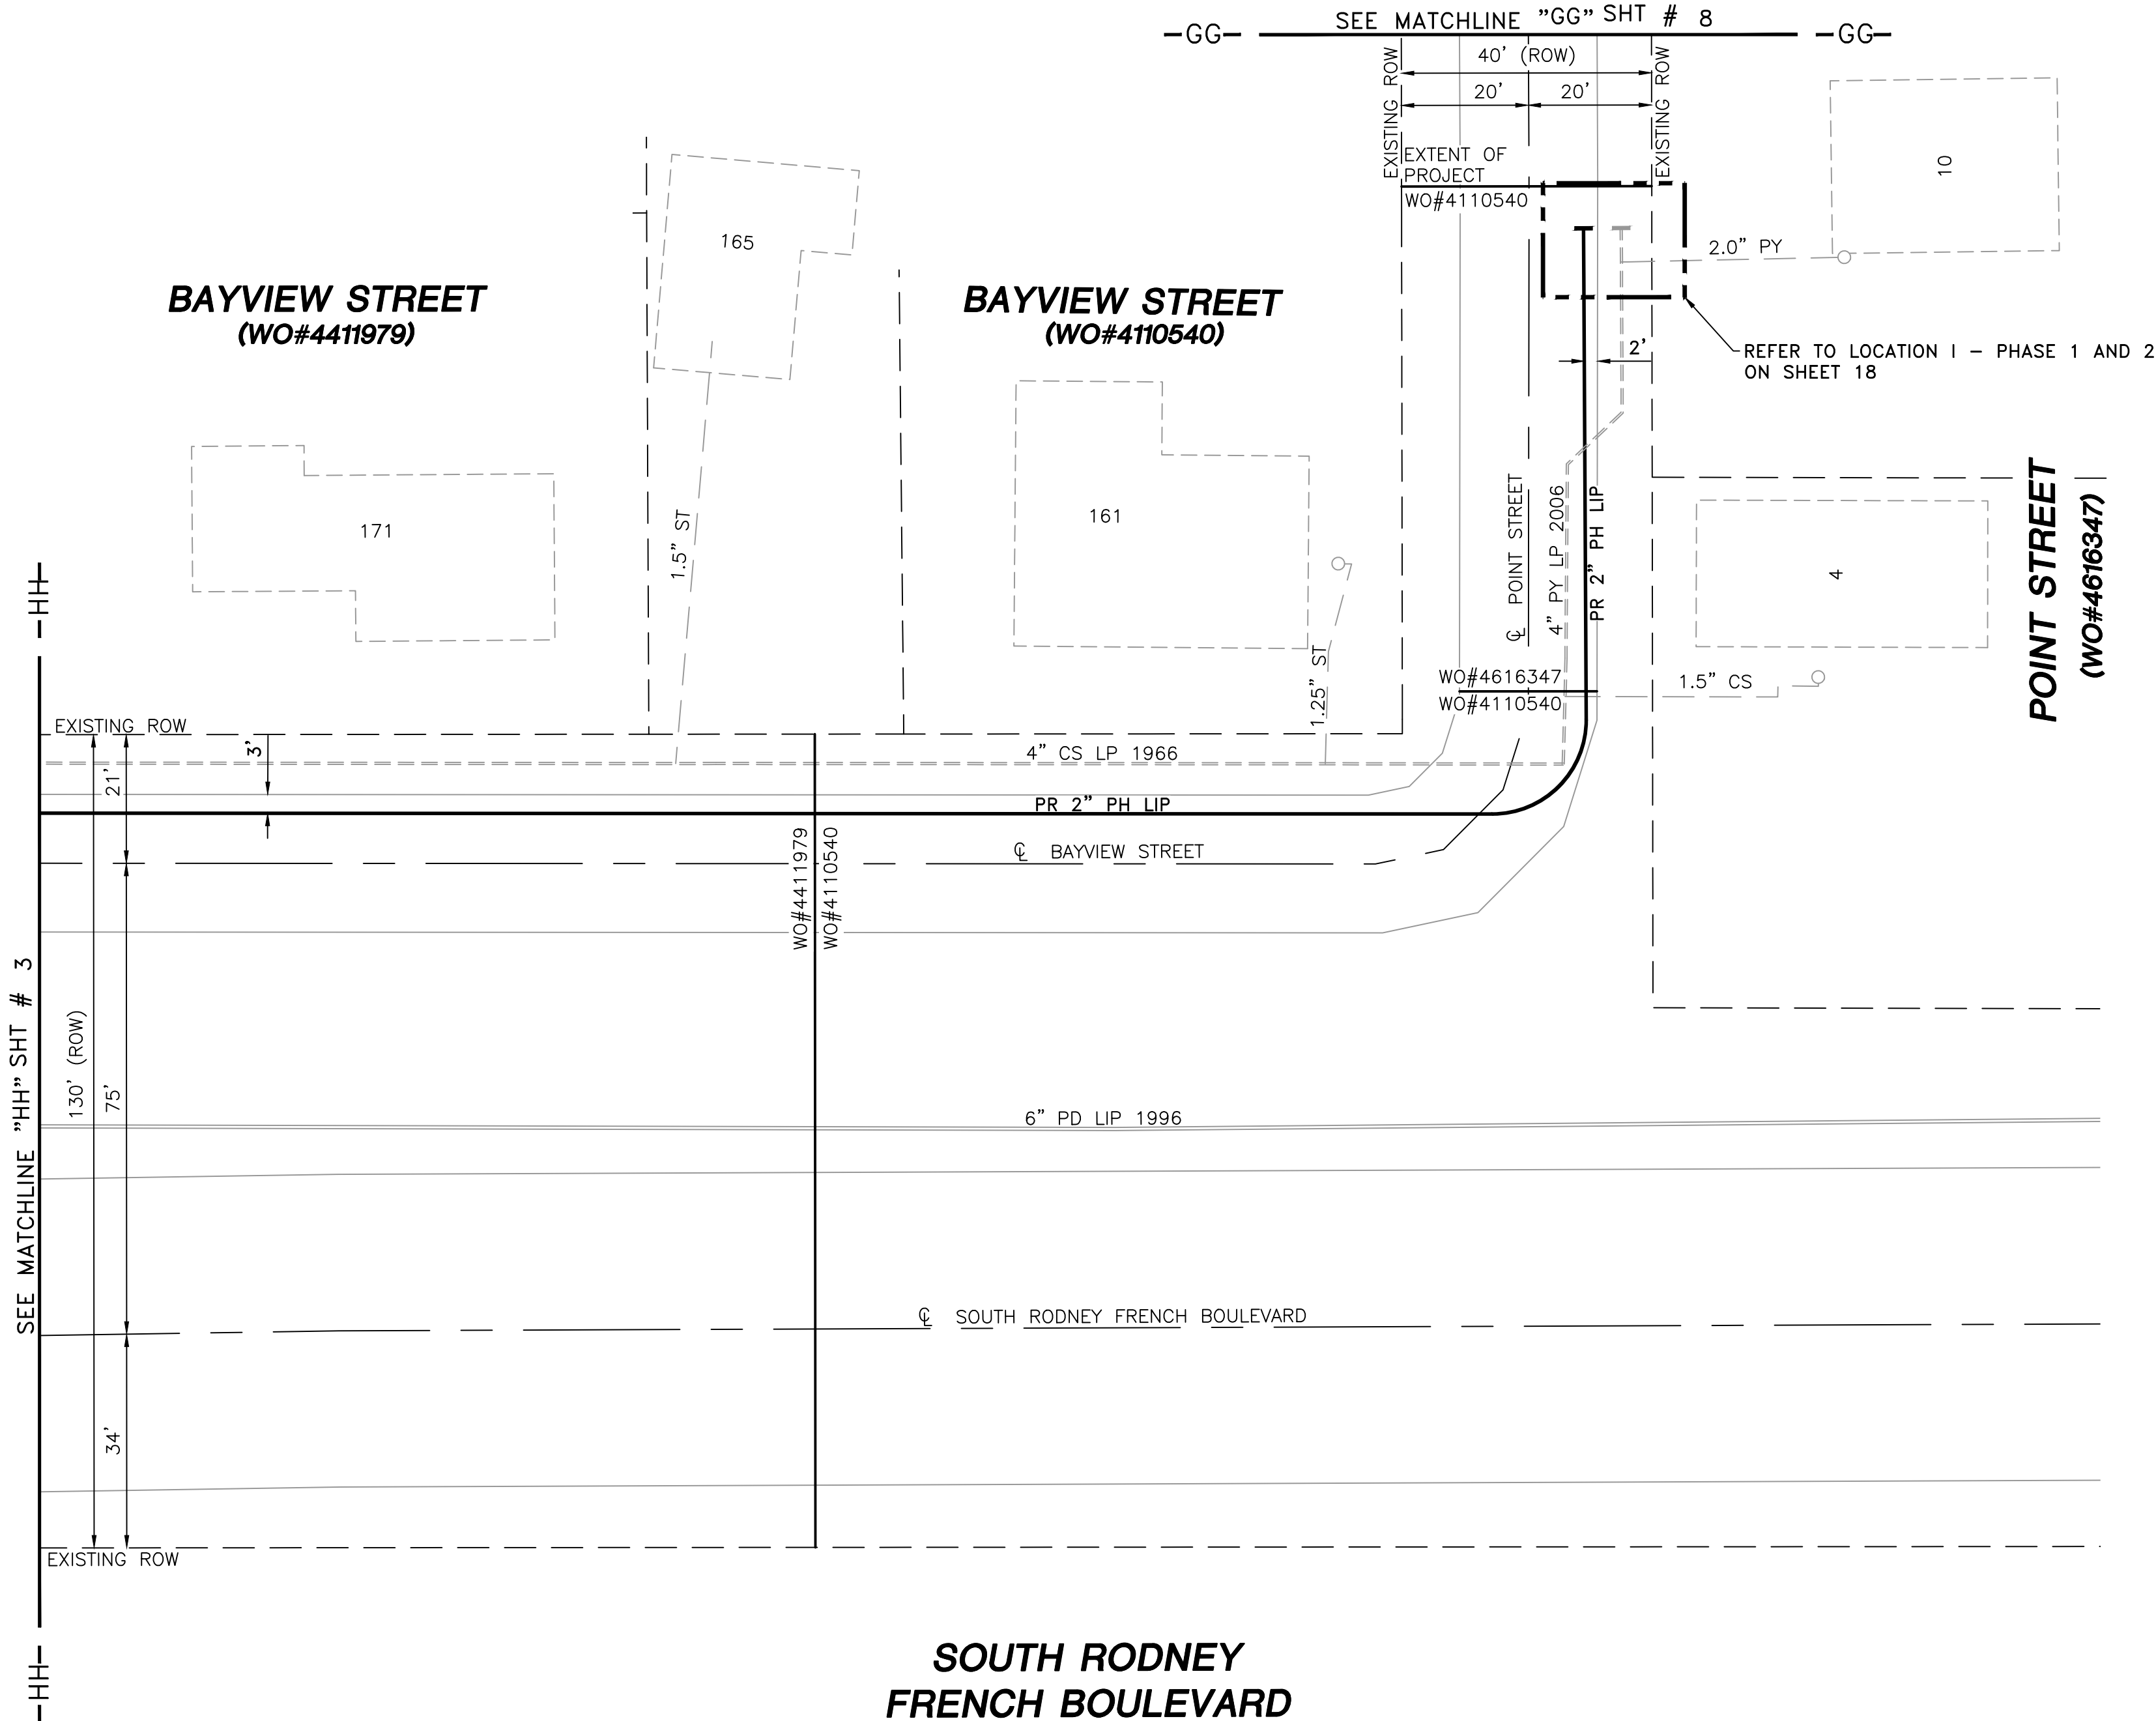 SEE MATCHLINE "GG" SHT # 8
-GG-
-GG-
40' (ROW)
20'
20'
EXISTING ROW
EXISTING ROW
EXTENT OF
PROJECT
WO#4110540
10
2.0" PY
165
BAYVIEW STREET
(WO#4411979)
BAYVIEW STREET
(WO#4110540)
2'
REFER TO LOCATION I - PHASE 1 AND 2
ON SHEET 18
171
1.5" ST
161
1.25" ST
℄ POINT STREET
4" PY LP 2006
PR 2" PH LIP
4
POINT STREET
(WO#4616347)
WO#4616347
WO#4110540
1.5" CS
-HH-
EXISTING ROW
3'
21'
4" CS LP 1966
PR 2" PH LIP
WO#4411979
WO#4110540
℄ BAYVIEW STREET
SEE MATCHLINE "HH" SHT # 3
130' (ROW)
75'
6" PD LIP 1996
℄ SOUTH RODNEY FRENCH BOULEVARD
34'
EXISTING ROW
-HH-
SOUTH RODNEY
FRENCH BOULEVARD